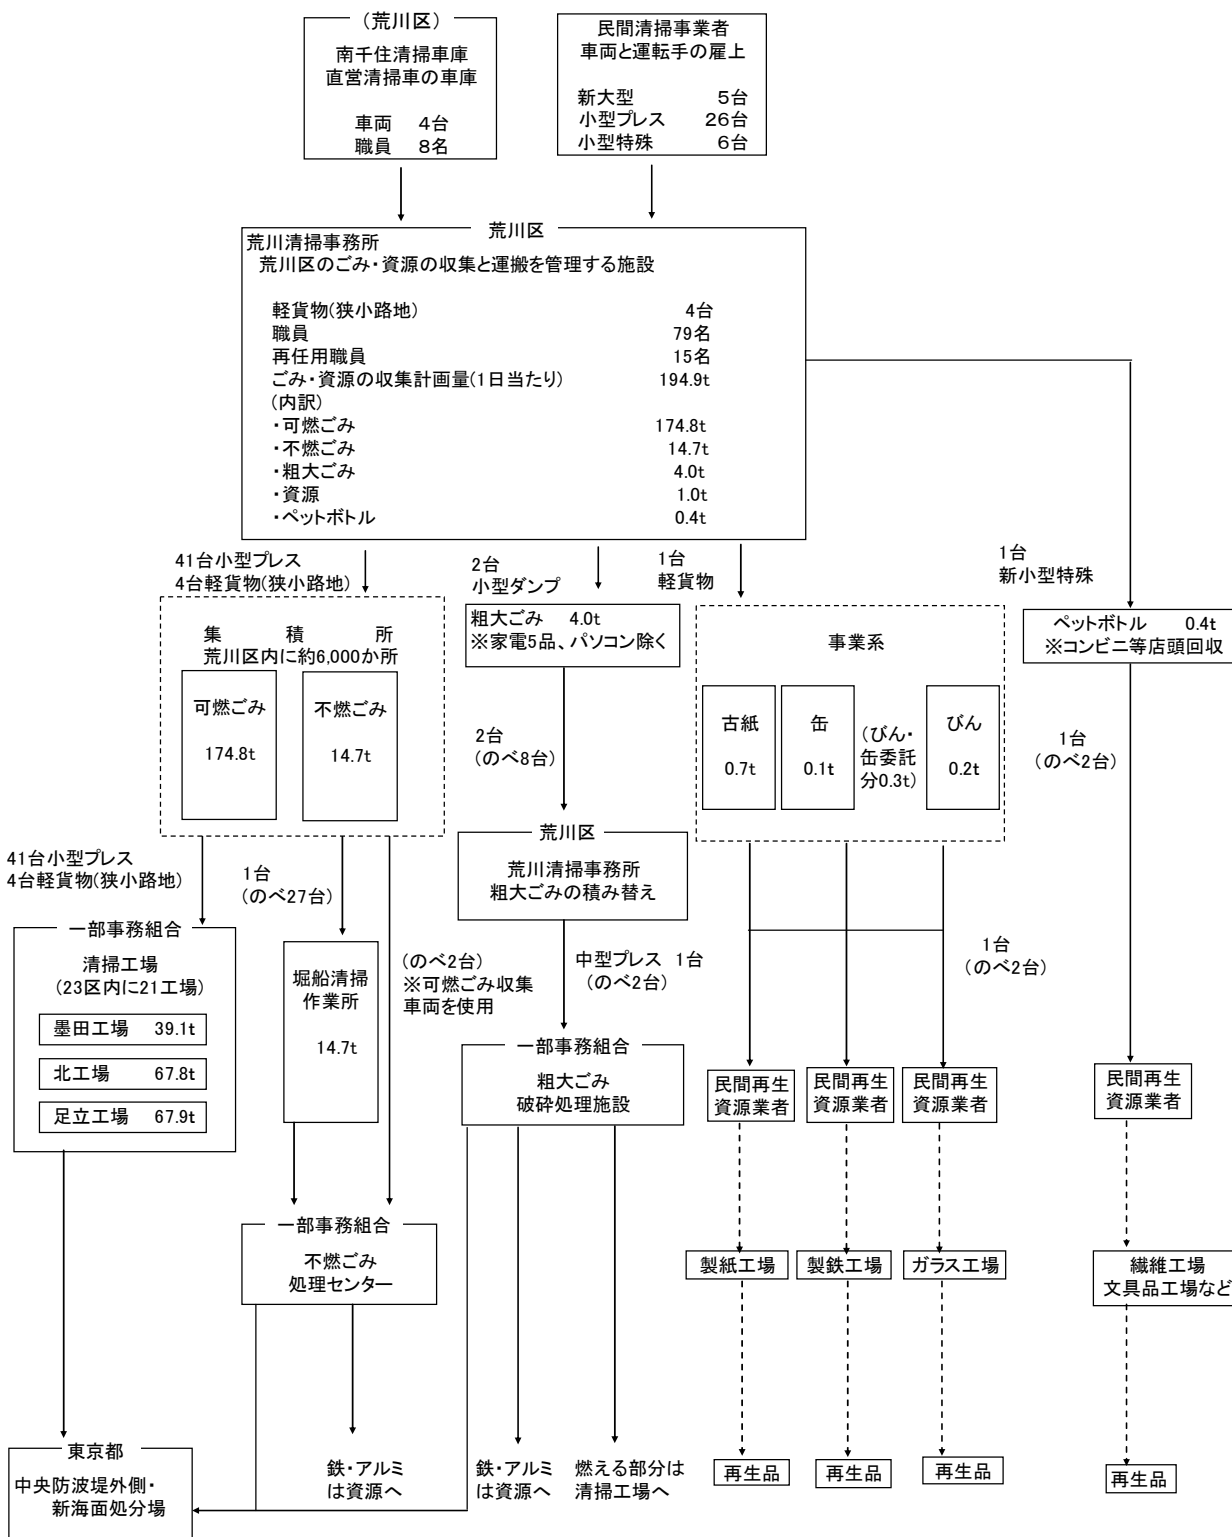 (荒川区)
南千住清掃車庫
直営清掃車の車庫
車両　4台
職員　8名
民間清掃事業者
車両と運転手の雇上
新大型　5台
小型プレス　26台
小型特殊　6台
荒川区
荒川清掃事務所
荒川区のごみ・資源の収集と運搬を管理する施設
軽貨物(狭小路地)　4台
職員　79名
再任用職員　15名
ごみ・資源の収集計画量(1日当たり)　194.9t
(内訳)
・可燃ごみ　174.8t
・不燃ごみ　14.7t
・粗大ごみ　4.0t
・資源　1.0t
・ペットボトル　0.4t
41台小型プレス
4台軽貨物(狭小路地)
2台
小型ダンプ
1台
軽貨物
1台
新小型特殊
集　積　所
荒川区内に約6,000か所
可燃ごみ
174.8t
不燃ごみ
14.7t
粗大ごみ　4.0t
※家電5品、パソコン除く
事業系
古紙
0.7t
缶
0.1t
(びん・
缶委託
分0.3t)
びん
0.2t
ペットボトル　0.4t
※コンビニ等店頭回収
2台
(のべ8台)
1台
(のべ2台)
41台小型プレス
4台軽貨物(狭小路地)
1台
(のべ27台)
荒川区
荒川清掃事務所
粗大ごみの積み替え
一部事務組合
清掃工場
(23区内に21工場)
墨田工場　39.1t
北工場　67.8t
足立工場　67.9t
堀船清掃
作業所
14.7t
(のべ2台)
※可燃ごみ収集
車両を使用
中型プレス　1台
(のべ2台)
1台
(のべ2台)
一部事務組合
粗大ごみ
破砕処理施設
民間再生
資源業者
民間再生
資源業者
民間再生
資源業者
民間再生
資源業者
一部事務組合
不燃ごみ
処理センター
製紙工場
製鉄工場
ガラス工場
繊維工場
文具品工場など
東京都
中央防波堤外側・
新海面処分場
鉄・アルミ
は資源へ
鉄・アルミ
は資源へ
燃える部分は
清掃工場へ
再生品
再生品
再生品
再生品